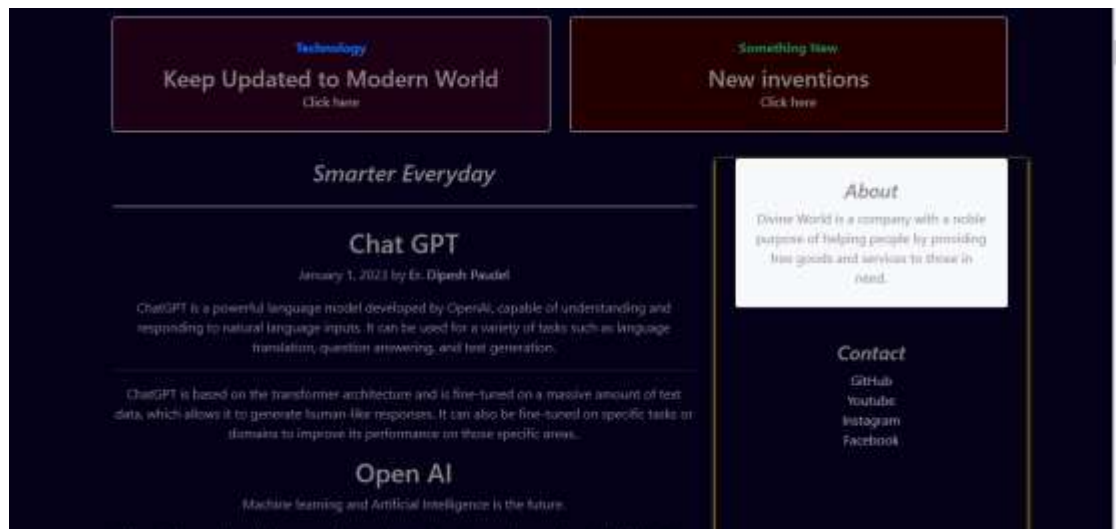 Technology
Keep Updated to Modern World
Click here
Something New
New inventions
Click here
Smarter Everyday
Chat GPT
January 1, 2023 by Er. Dipesh Paudel
ChatGPT is a powerful language model developed by OpenAI, capable of understanding and
responding to natural language inputs. It can be used for a variety of tasks such as language
translation, question answering, and text generation.
ChatGPT is based on the transformer architecture and is fine-tuned on a massive amount of text
data, which allows it to generate human-like responses. It can also be fine-tuned on specific tasks or
domains to improve its performance on those specific areas..
Open AI
Machine learning and Artificial Intelligence is the future.
About
Divine World is a company with a noble
purpose of helping people by providing
free goods and services to those in
need.
Contact
GitHub
Youtube
Instagram
Facebook